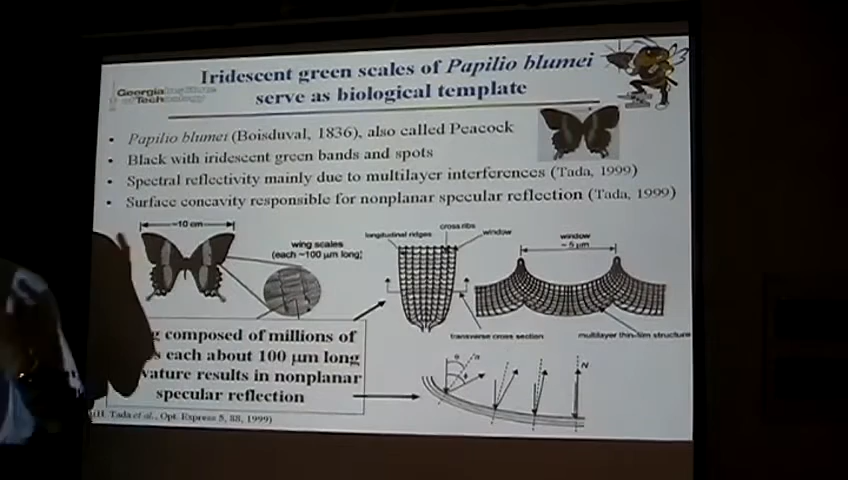 Iridescent green scales of Papilio blumei
serve as biological template
Georgia Institute
of Technology
• Papilio blumei (Boisduval, 1836), also called Peacock
• Black with iridescent green bands and spots
• Spectral reflectivity mainly due to multilayer interferences (Tada, 1999)
• Surface concavity responsible for nonplanar specular reflection (Tada, 1999)
~10 cm
wing scales
(each ~100 μm long)
longitudinal ridges
cross ribs
window
window
~ 5 μm
transverse cross section
multilayer thin-film structure
composed of millions of
each about 100 μm long
vature results in nonplanar
specular reflection
N
(H. Tada et al., Opt. Express 5, 88, 1999)